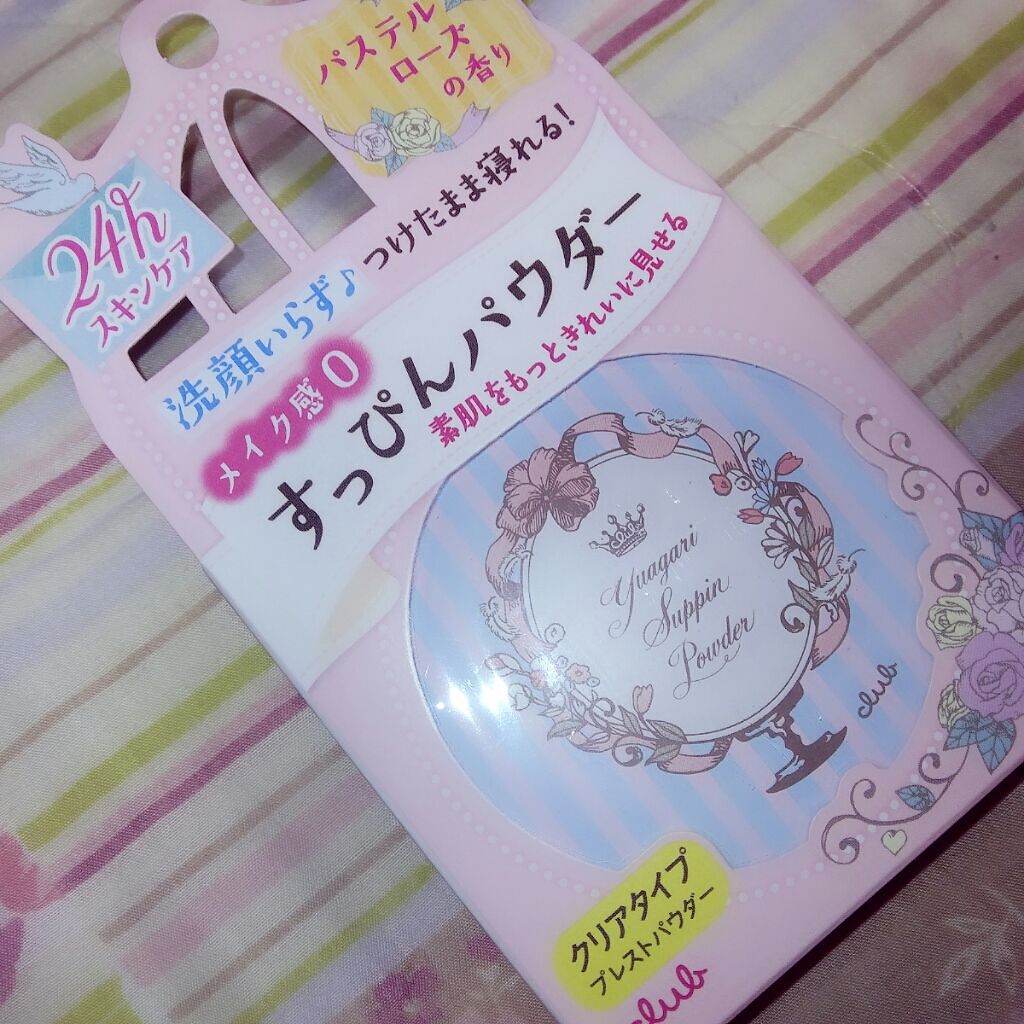 パステル
ローズ
の香り
24h
スキンケア
洗顔いらず♪
つけたまま寝れる!
メイク感0
すっぴんパウダー
素肌をもっときれいに見せる
club
Yuagari
Suppin
Powder
club
クリアタイプ
プレストパウダー
club